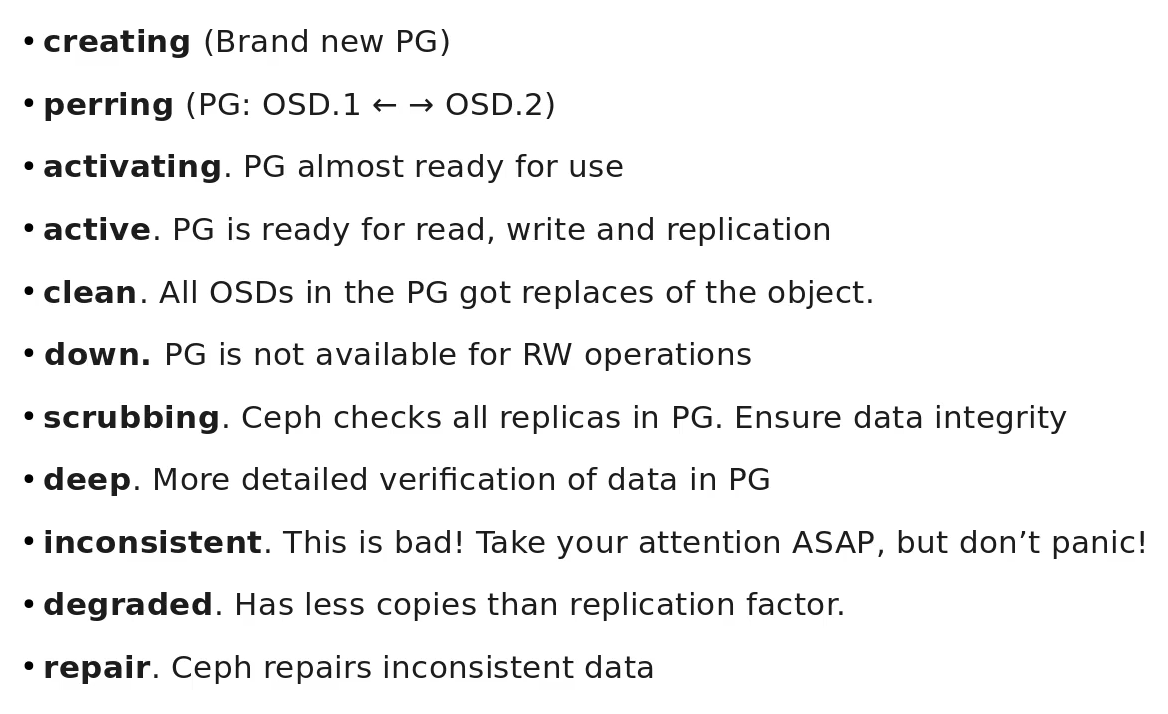 • creating (Brand new PG)
• perring (PG: OSD.1 ← → OSD.2)
• activating. PG almost ready for use
• active. PG is ready for read, write and replication
• clean. All OSDs in the PG got replaces of the object.
• down. PG is not available for RW operations
• scrubbing. Ceph checks all replicas in PG. Ensure data integrity
• deep. More detailed verification of data in PG
• inconsistent. This is bad! Take your attention ASAP, but don’t panic!
• degraded. Has less copies than replication factor.
• repair. Ceph repairs inconsistent data